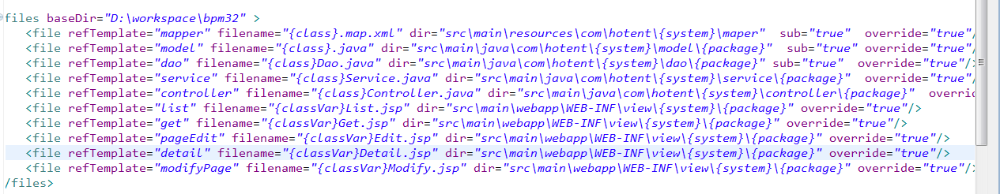 files baseDir="D:\workspace\bpm32" >
<file refTemplate="mapper" filename="{class}.map.xml" dir="src\main\resources\com\hotent\{system}\maper"  sub="true"  override="true"/
<file refTemplate="model" filename="{class}.java" dir="src\main\java\com\hotent\{system}\model\{package}"  sub="true" override="true"/
<file refTemplate="dao" filename="{class}Dao.java" dir="src\main\java\com\hotent\{system}\dao\{package}" sub="true"  override="true"/>
<file refTemplate="service" filename="{class}Service.java" dir="src\main\java\com\hotent\{system}\service\{package}"  override="true"/
<file refTemplate="controller" filename="{class}Controller.java" dir="src\main\java\com\hotent\{system}\controller\{package}"  overrid
<file refTemplate="list" filename="{classVar}List.jsp" dir="src\main\webapp\WEB-INF\view\{system}\{package}" override="true"/>
<file refTemplate="get" filename="{classVar}Get.jsp" dir="src\main\webapp\WEB-INF\view\{system}\{package}" override="true"/>
<file refTemplate="pageEdit" filename="{classVar}Edit.jsp" dir="src\main\webapp\WEB-INF\view\{system}\{package}" override="true"/>
<file refTemplate="detail" filename="{classVar}Detail.jsp" dir="src\main\webapp\WEB-INF\view\{system}\{package}" override="true"/>
<file refTemplate="modifyPage" filename="{classVar}Modify.jsp" dir="src\main\webapp\WEB-INF\view\{system}\{package}" override="true"/
/files>